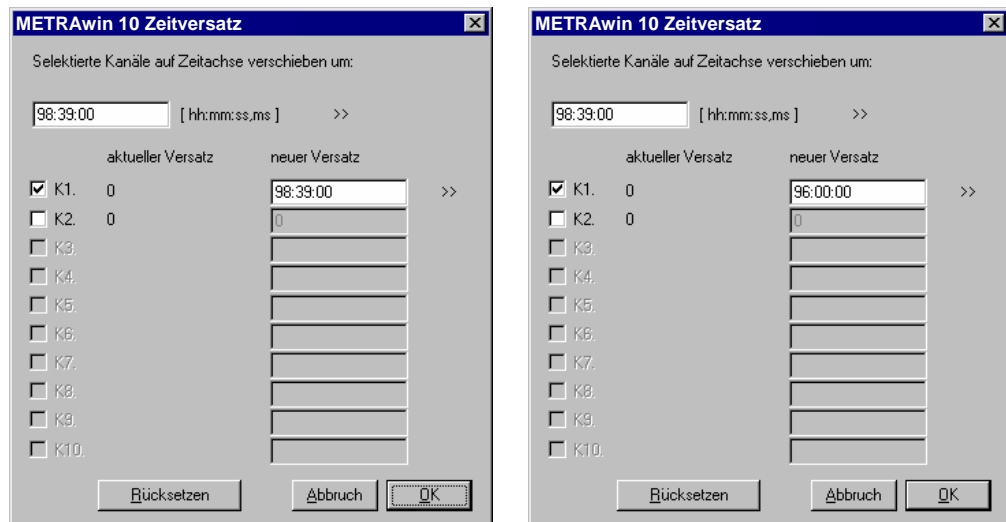 METRAwin 10 Zeitversatz
Selektierte Kanäle auf Zeitachse verschieben um:
98:39:00 [ hh:mm:ss,ms ] >>
aktueller Versatz neuer Versatz
K1. 0 98:39:00 >>
K2. 0 0
K3.
K4.
K5.
K6.
K7.
K8.
K9.
K10.
Rücksetzen Abbruch OK
METRAwin 10 Zeitversatz
Selektierte Kanäle auf Zeitachse verschieben um:
98:39:00 [ hh:mm:ss,ms ] >>
aktueller Versatz neuer Versatz
K1. 0 96:00:00 >>
K2. 0 0
K3.
K4.
K5.
K6.
K7.
K8.
K9.
K10.
Rücksetzen Abbruch OK